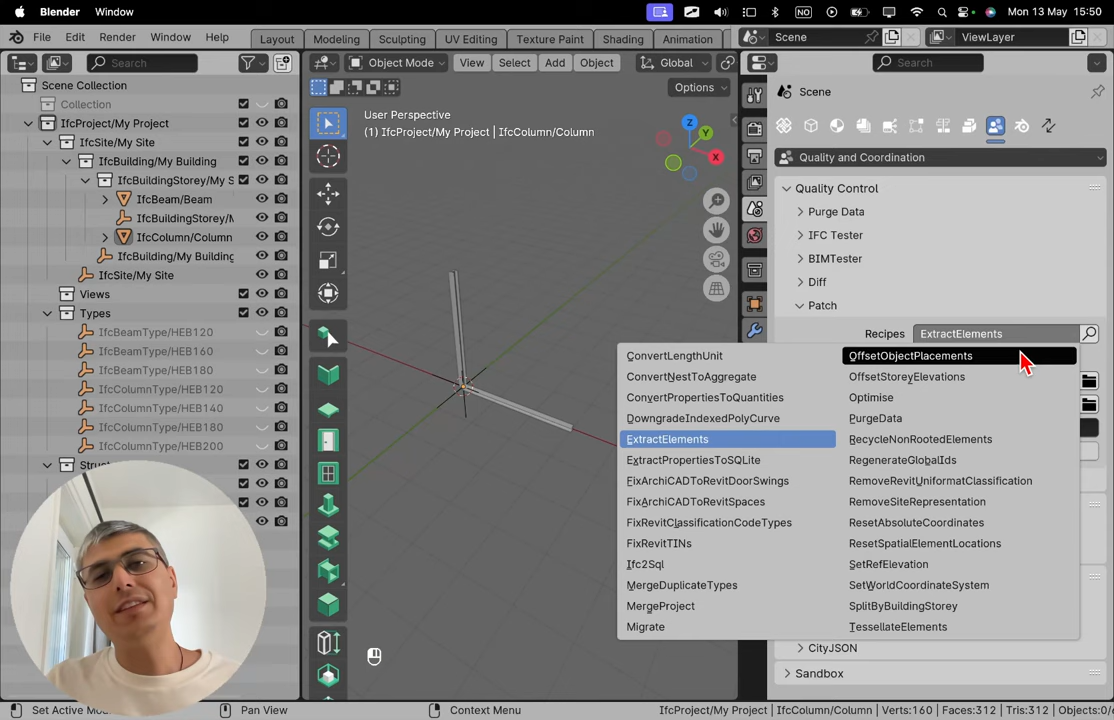 Blender Window
NO
Mon 13 May 15:50
File Edit Render Window Help
Layout Modeling Sculpting UV Editing Texture Paint Shading Animation
Scene
ViewLayer
Search
Object Mode View Select Add Object
Global
Search
Options
User Perspective
(1) IfcProject/My Project | IfcColumn/Column
Z
Y
X
Scene Collection
Collection
IfcProject/My Project
IfcSite/My Site
IfcBuilding/My Building
IfcBuildingStorey/My S
IfcBeam/Beam
IfcBuildingStorey/M
IfcColumn/Column
IfcBuilding/My Building
IfcSite/My Site
Views
Types
IfcBeamType/HEB120
IfcBeamType/HEB160
IfcBeamType/HEB180
IfcColumnType/HEB120
IfcColumnType/HEB140
IfcColumnType/HEB180
IfcColumnType/HEB200
Scene
Quality and Coordination
Quality Control
Purge Data
IFC Tester
BIMTester
Diff
Patch
Recipes ExtractElements
ConvertLengthUnit
ConvertNestToAggregate
ConvertPropertiesToQuantities
DowngradeIndexedPolyCurve
ExtractElements
ExtractPropertiesToSQLite
FixArchiCADToRevitDoorSwings
FixArchiCADToRevitSpaces
FixRevitClassificationCodeTypes
FixRevitTINs
Ifc2Sql
MergeDuplicateTypes
MergeProject
Migrate
OffsetObjectPlacements
OffsetStoreyElevations
Optimise
PurgeData
RecycleNonRootedElements
RegenerateGlobalIds
RemoveRevitUniformatClassification
RemoveSiteRepresentation
ResetAbsoluteCoordinates
ResetSpatialElementLocations
SetRefElevation
SetWorldCoordinateSystem
SplitByBuildingStorey
TessellateElements
CityJSON
Sandbox
Set Active Mo
Pan View
Context Menu
IfcProject/My Project | IfcColumn/Column | Verts:160 | Faces:312 | Tris:312 | Objects:0/